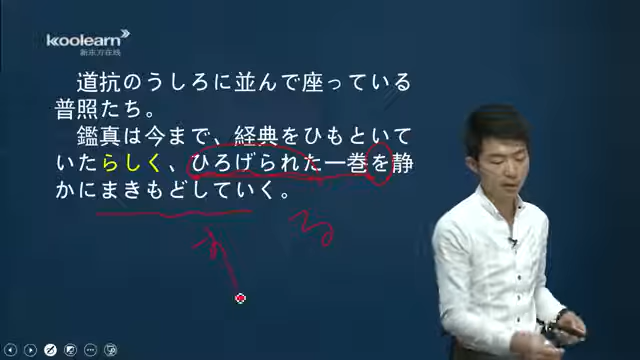 koolearn
新东方在线
道抗のうしろに並んで座っている
普照たち。
鑑真は今まで、経典をひもといて
いたらしく、ひろげられた一巻を静
かにまきもどしていく。
る